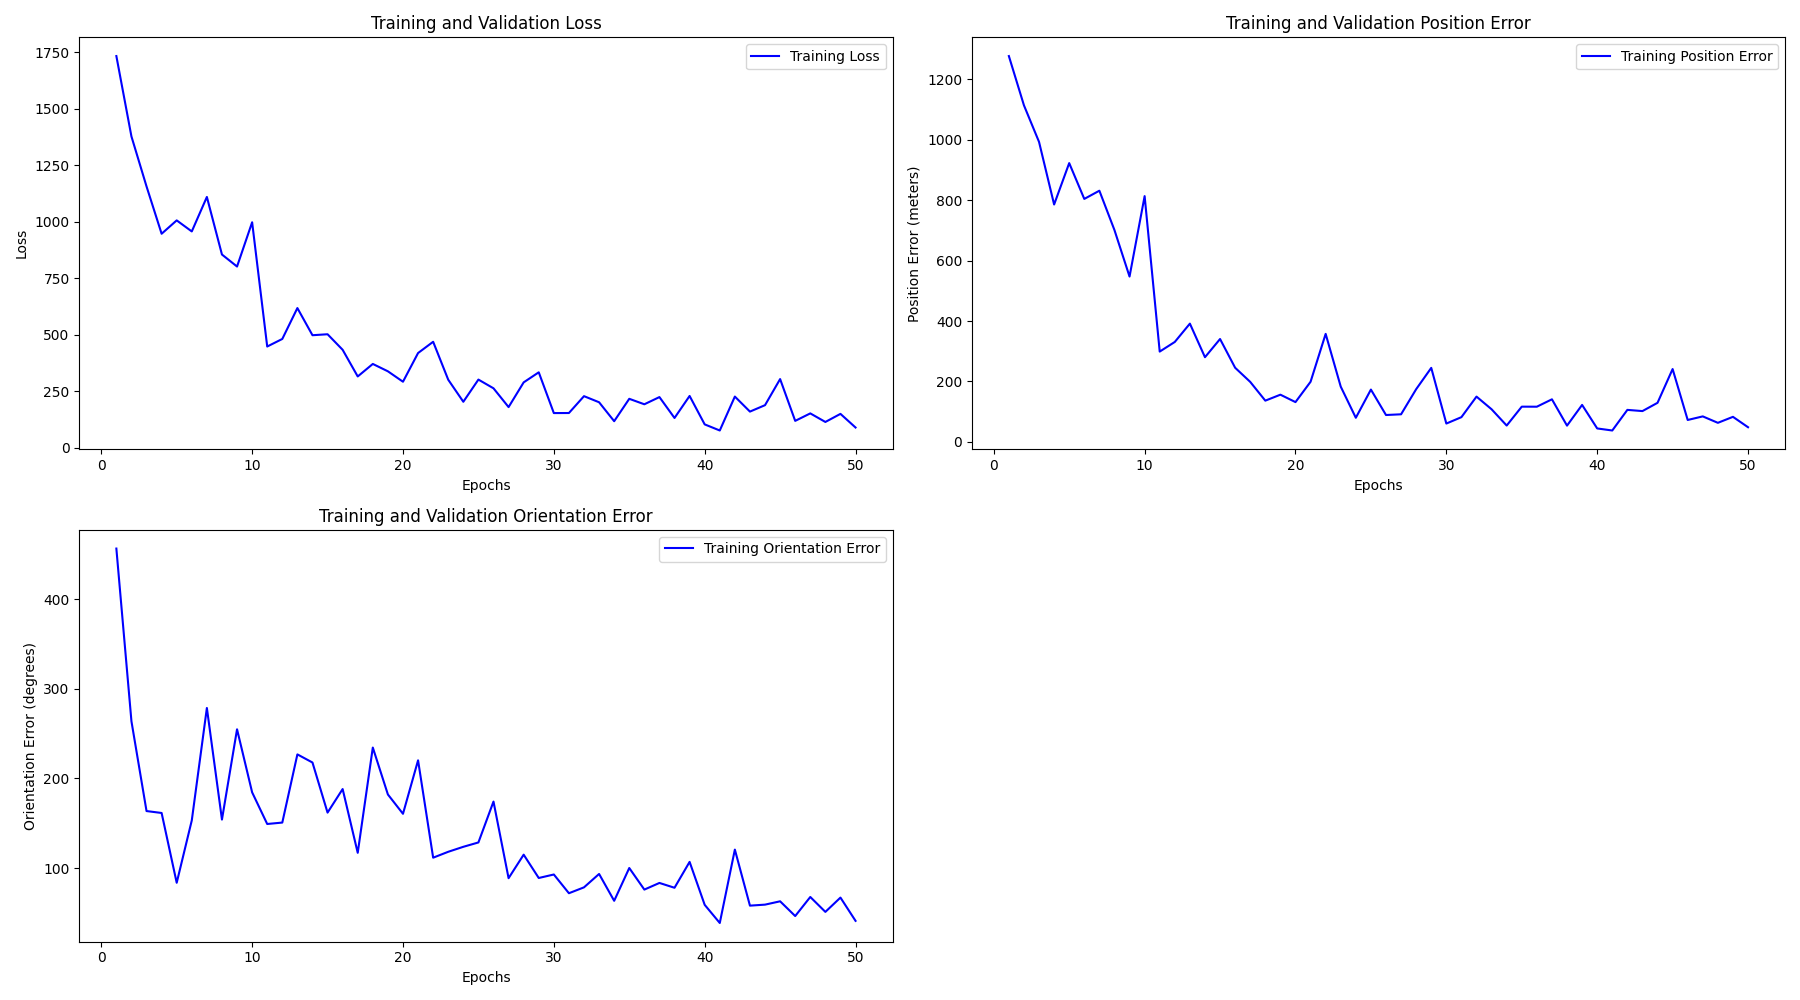 Training and Validation Loss
Training Loss
1750
1500
1250
1000
750
500
250
0
Loss
0 10 20 30 40 50
Epochs
Training and Validation Position Error
Training Position Error
1200
1000
800
600
400
200
0
Position Error (meters)
0 10 20 30 40 50
Epochs
Training and Validation Orientation Error
Training Orientation Error
400
300
200
100
Orientation Error (degrees)
0 10 20 30 40 50
Epochs